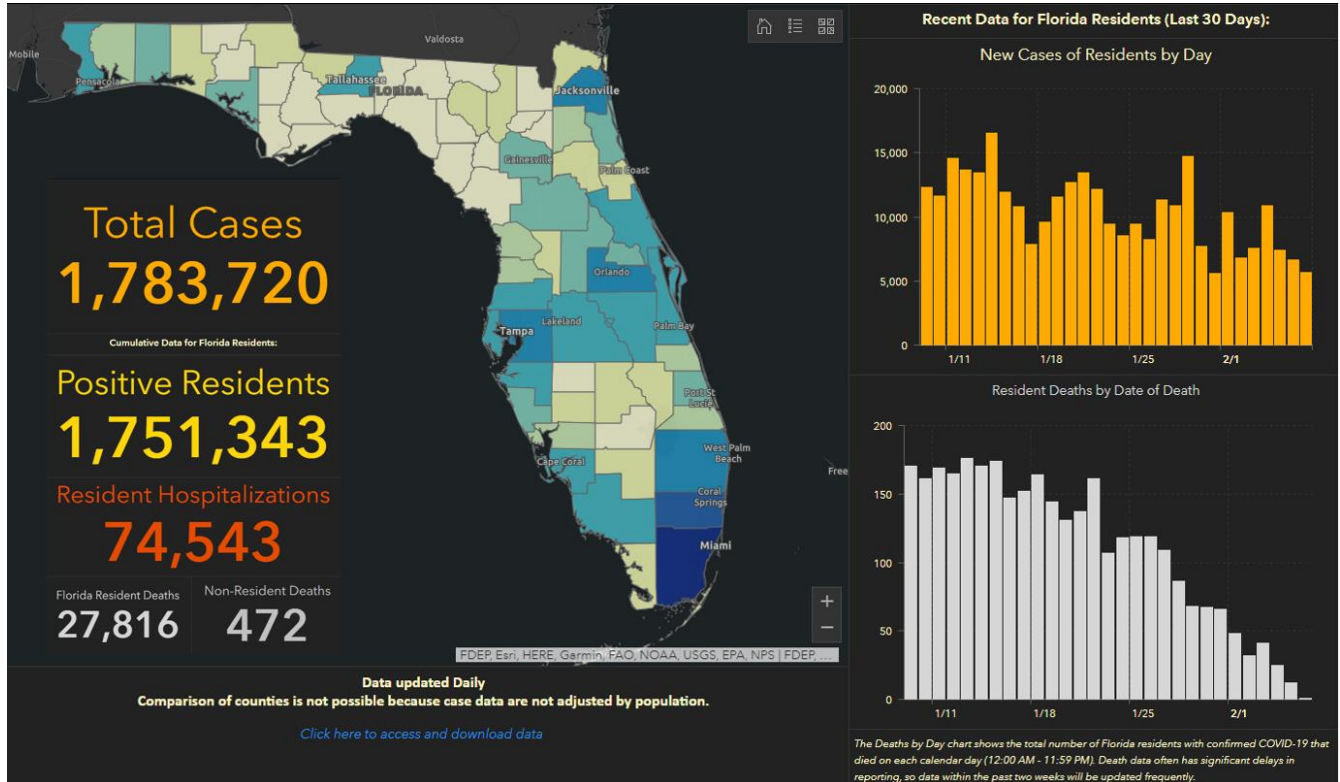 Mobile
Valdosta
Pensacola
Tallahassee
FLORIDA
Jacksonville
Gainesville
Palm Coast
Orlando
Tampa
Lakeland
Palm Bay
Port St
Lucie
Cape Coral
West Palm
Beach
Coral
Springs
Miami
Free
+
−
FDEP, Esri, HERE, Garmin, FAO, NOAA, USGS, EPA, NPS | FDEP, ...
Total Cases
1,783,720
Cumulative Data for Florida Residents:
Positive Residents
1,751,343
Resident Hospitalizations
74,543
Florida Resident Deaths
27,816
Non-Resident Deaths
472
Data updated Daily
Comparison of counties is not possible because case data are not adjusted by population.
Click here to access and download data
Recent Data for Florida Residents (Last 30 Days):
New Cases of Residents by Day
20,000
15,000
10,000
5,000
0
1/11 1/18 1/25 2/1
Resident Deaths by Date of Death
200
150
100
50
0
1/11 1/18 1/25 2/1
The Deaths by Day chart shows the total number of Florida residents with confirmed COVID-19 that
died on each calendar day (12:00 AM - 11:59 PM). Death data often has significant delays in
reporting, so data within the past two weeks will be updated frequently.